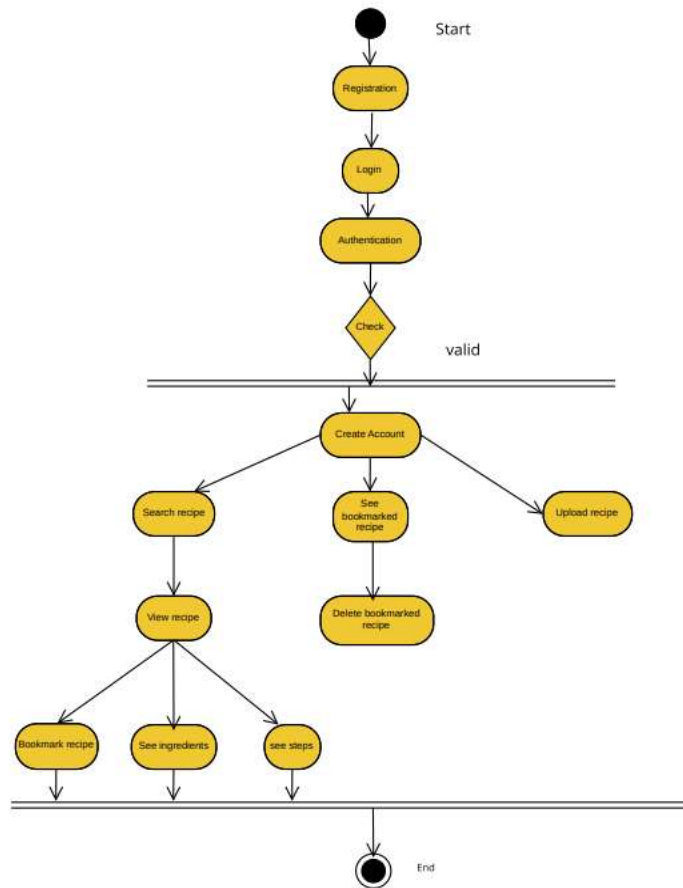 Start
Registration
Login
Authentication
Check
valid
Create Account
Search recipe
See
bookmarked
recipe
Upload recipe
View recipe
Delete bookmarked
recipe
Bookmark recipe
See ingredients
see steps
End